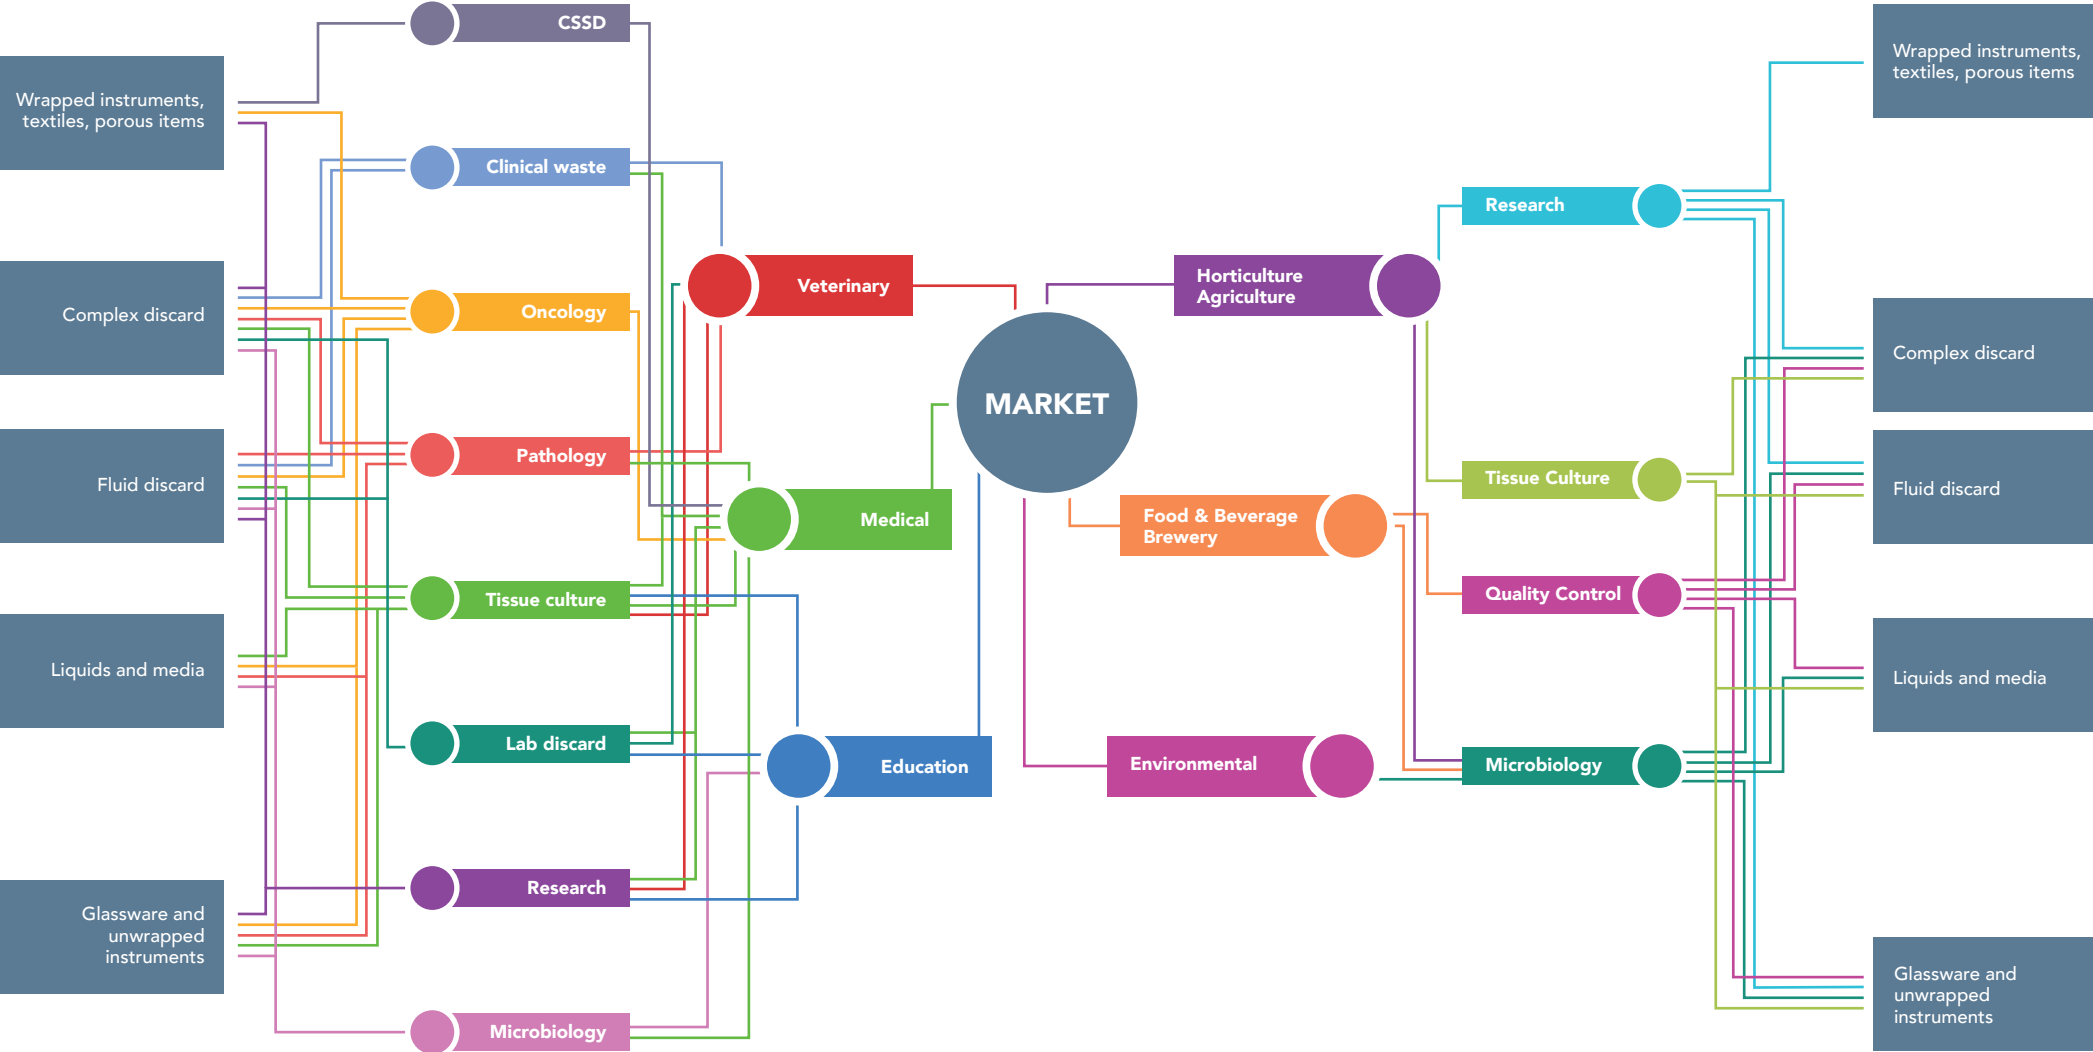 Wrapped instruments,
textiles, porous items
Complex discard
Fluid discard
Liquids and media
Glassware and
unwrapped
instruments
CSSD
Clinical waste
Oncology
Pathology
Tissue culture
Lab discard
Research
Microbiology
Veterinary
Medical
Education
MARKET
Horticulture
Agriculture
Food & Beverage
Brewery
Environmental
Research
Tissue Culture
Quality Control
Microbiology
Wrapped instruments,
textiles, porous items
Complex discard
Fluid discard
Liquids and media
Glassware and
unwrapped
instruments